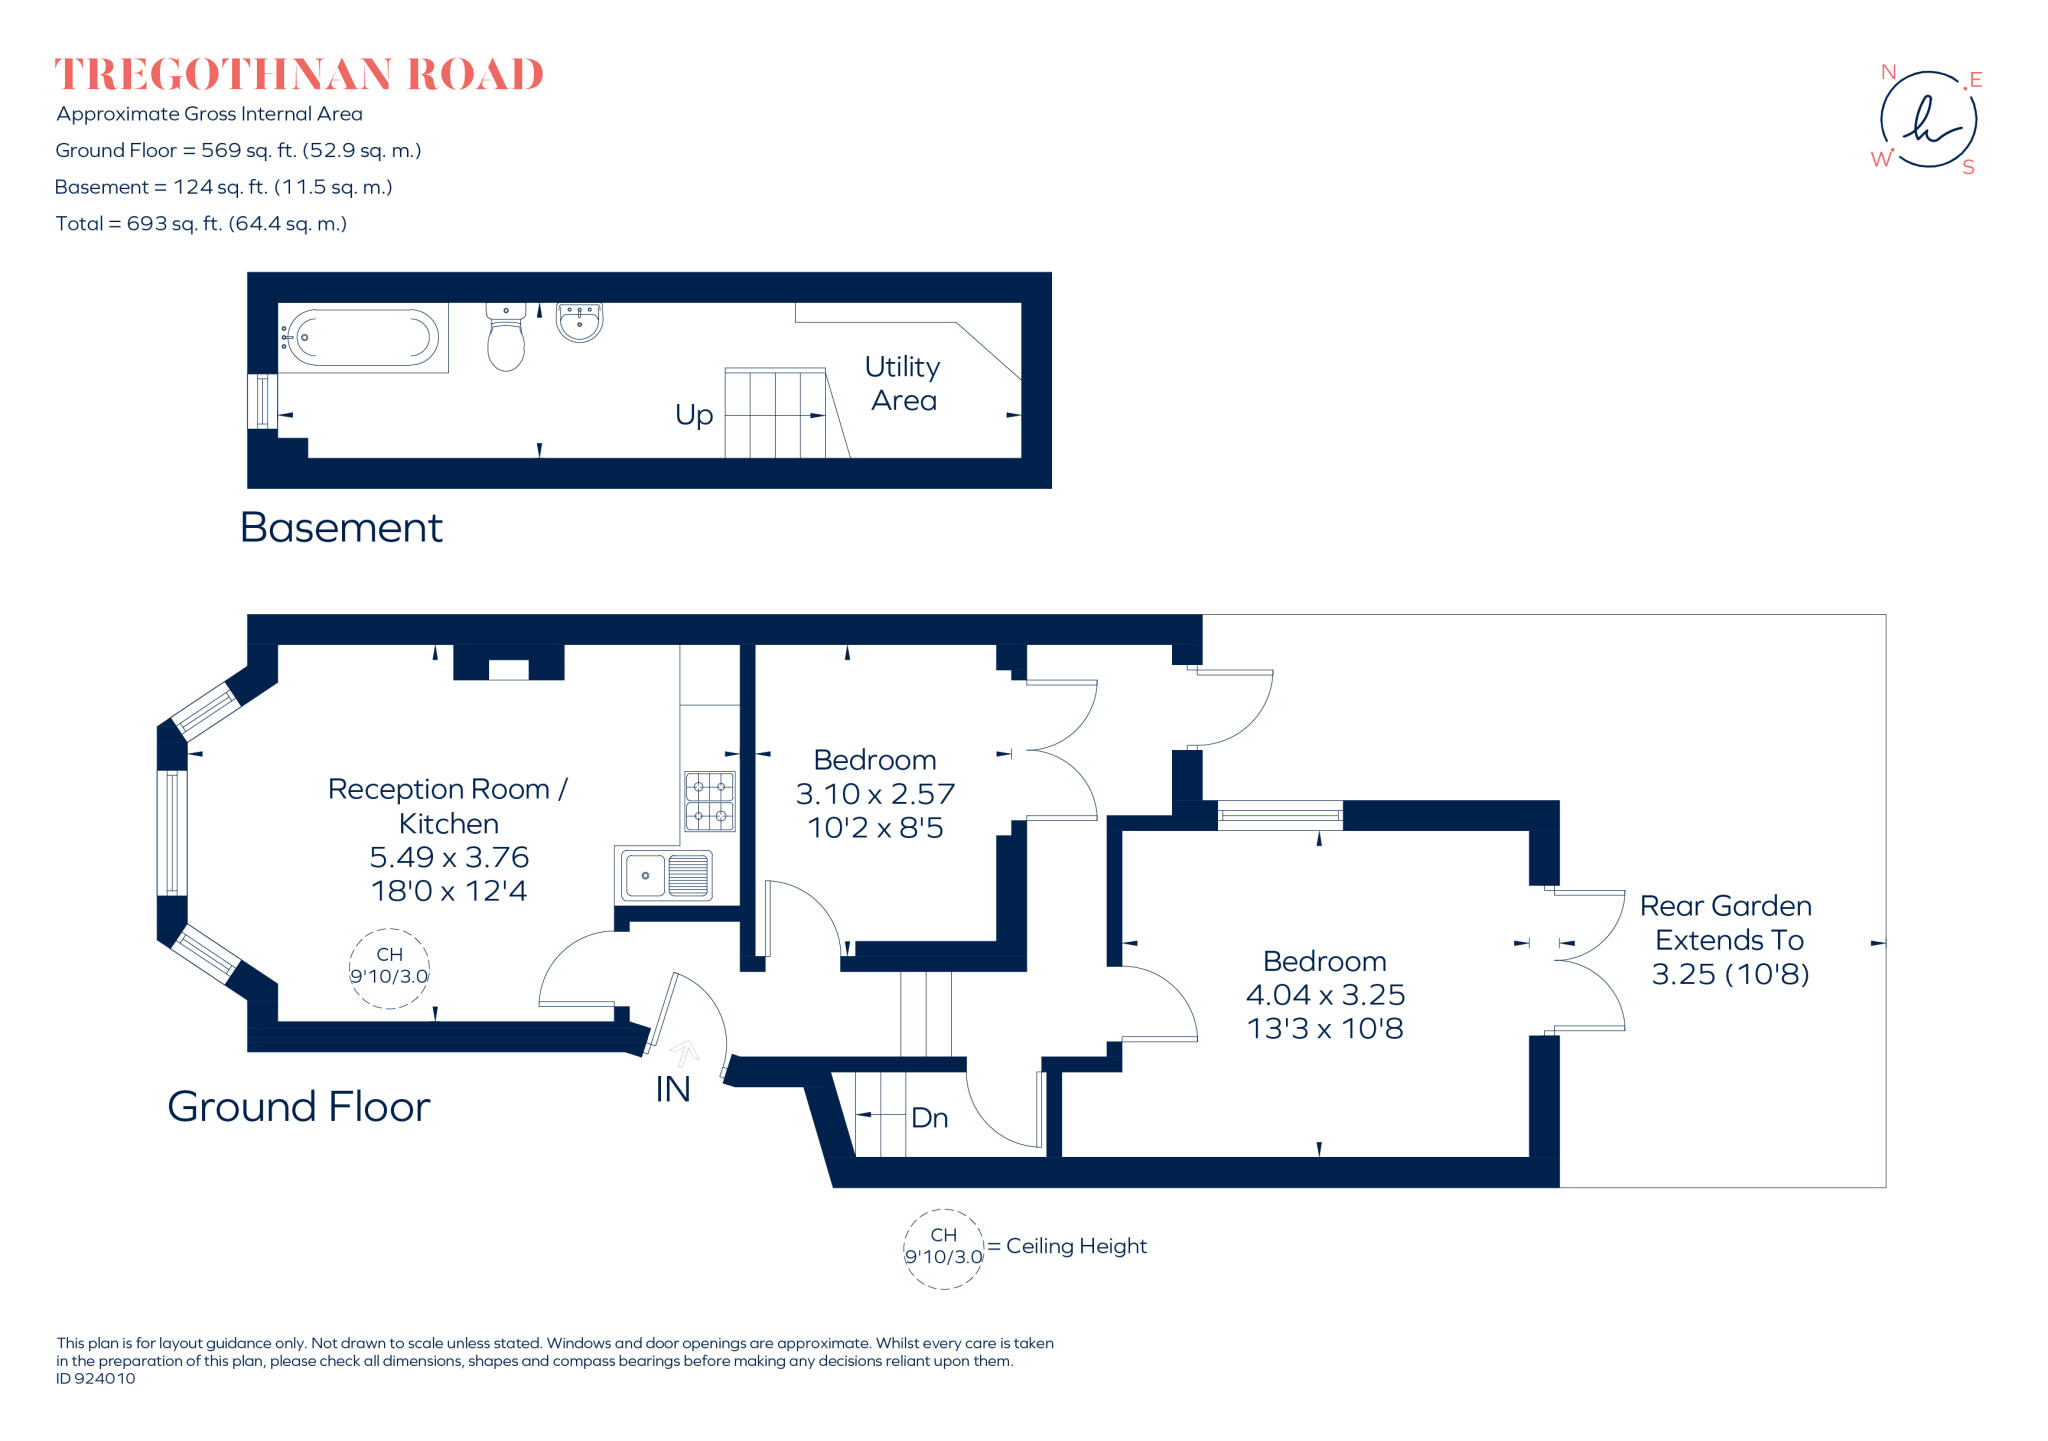 TREGOTHNAN ROAD
Approximate Gross Internal Area
Ground Floor = 569 sq. ft. (52.9 sq. m.)
Basement = 124 sq. ft. (11.5 sq. m.)
Total = 693 sq. ft. (64.4 sq. m.)
N
E
W
S
Utility
Area
Up
Basement
Reception Room /
Kitchen
5.49 x 3.76
18'0 x 12'4
CH
9'10/3.0
Bedroom
3.10 x 2.57
10'2 x 8'5
Bedroom
4.04 x 3.25
13'3 x 10'8
Rear Garden
Extends To
3.25 (10'8)
IN
Dn
Ground Floor
CH
9'10/3.0
= Ceiling Height
This plan is for layout guidance only. Not drawn to scale unless stated. Windows and door openings are approximate. Whilst every care is taken
in the preparation of this plan, please check all dimensions, shapes and compass bearings before making any decisions reliant upon them.
ID 924010